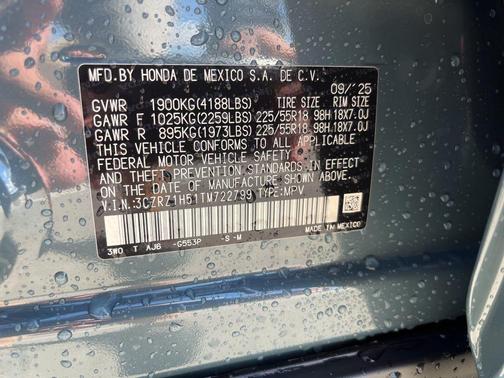 MFD.BY HONDA DE MEXICO S.A. DE C.V. 09/'25
GVWR 1900KG(4188LBS) TIRE SIZE RIM SIZE
GAWR F 1025KG(2259LBS) 225/55R18 98H 18X7.0J
GAWR R 895KG(1973LBS) 225/55R18 98H 18X7.0J
THIS VEHICLE CONFORMS TO ALL APPLICABLE
FEDERAL MOTOR VEHICLE SAFETY
AND THEFT PREVENTION STANDARDS IN EFFECT
ON THE DATE OF MANUFACTURE SHOWN ABOVE.
V.I.N.:3CZRZ1H51TM722799 TYPE:MPV
3W0 T AJ6 -G553P -S-M MADE IN MEXICO